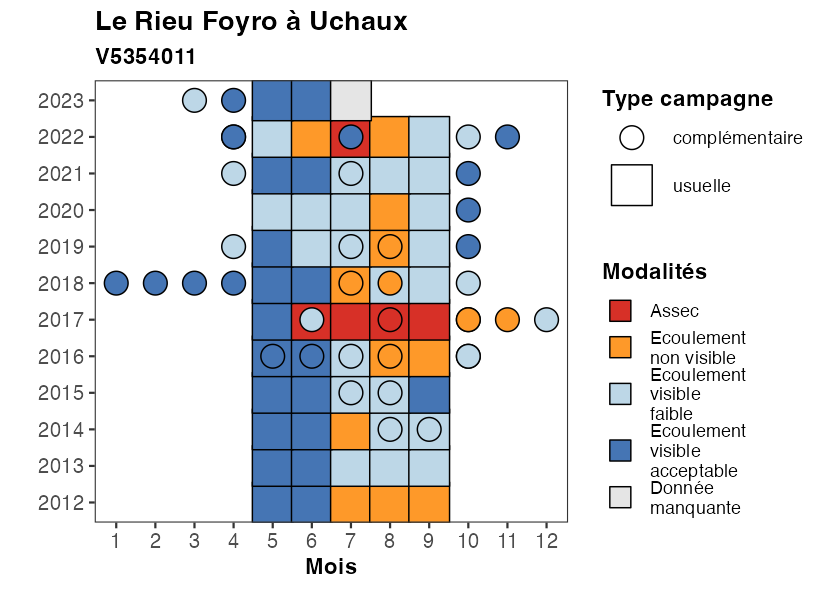 Le Rieu Foyro à Uchaux
V5354011
2023
2022
2021
2020
2019
2018
2017
2016
2015
2014
2013
2012
1 2 3 4 5 6 7 8 9 10 11 12
Mois
Type campagne
complémentaire
usuelle
Modalités
Assec
Ecoulement
non visible
Ecoulement
visible
faible
Ecoulement
visible
acceptable
Donnée
manquante